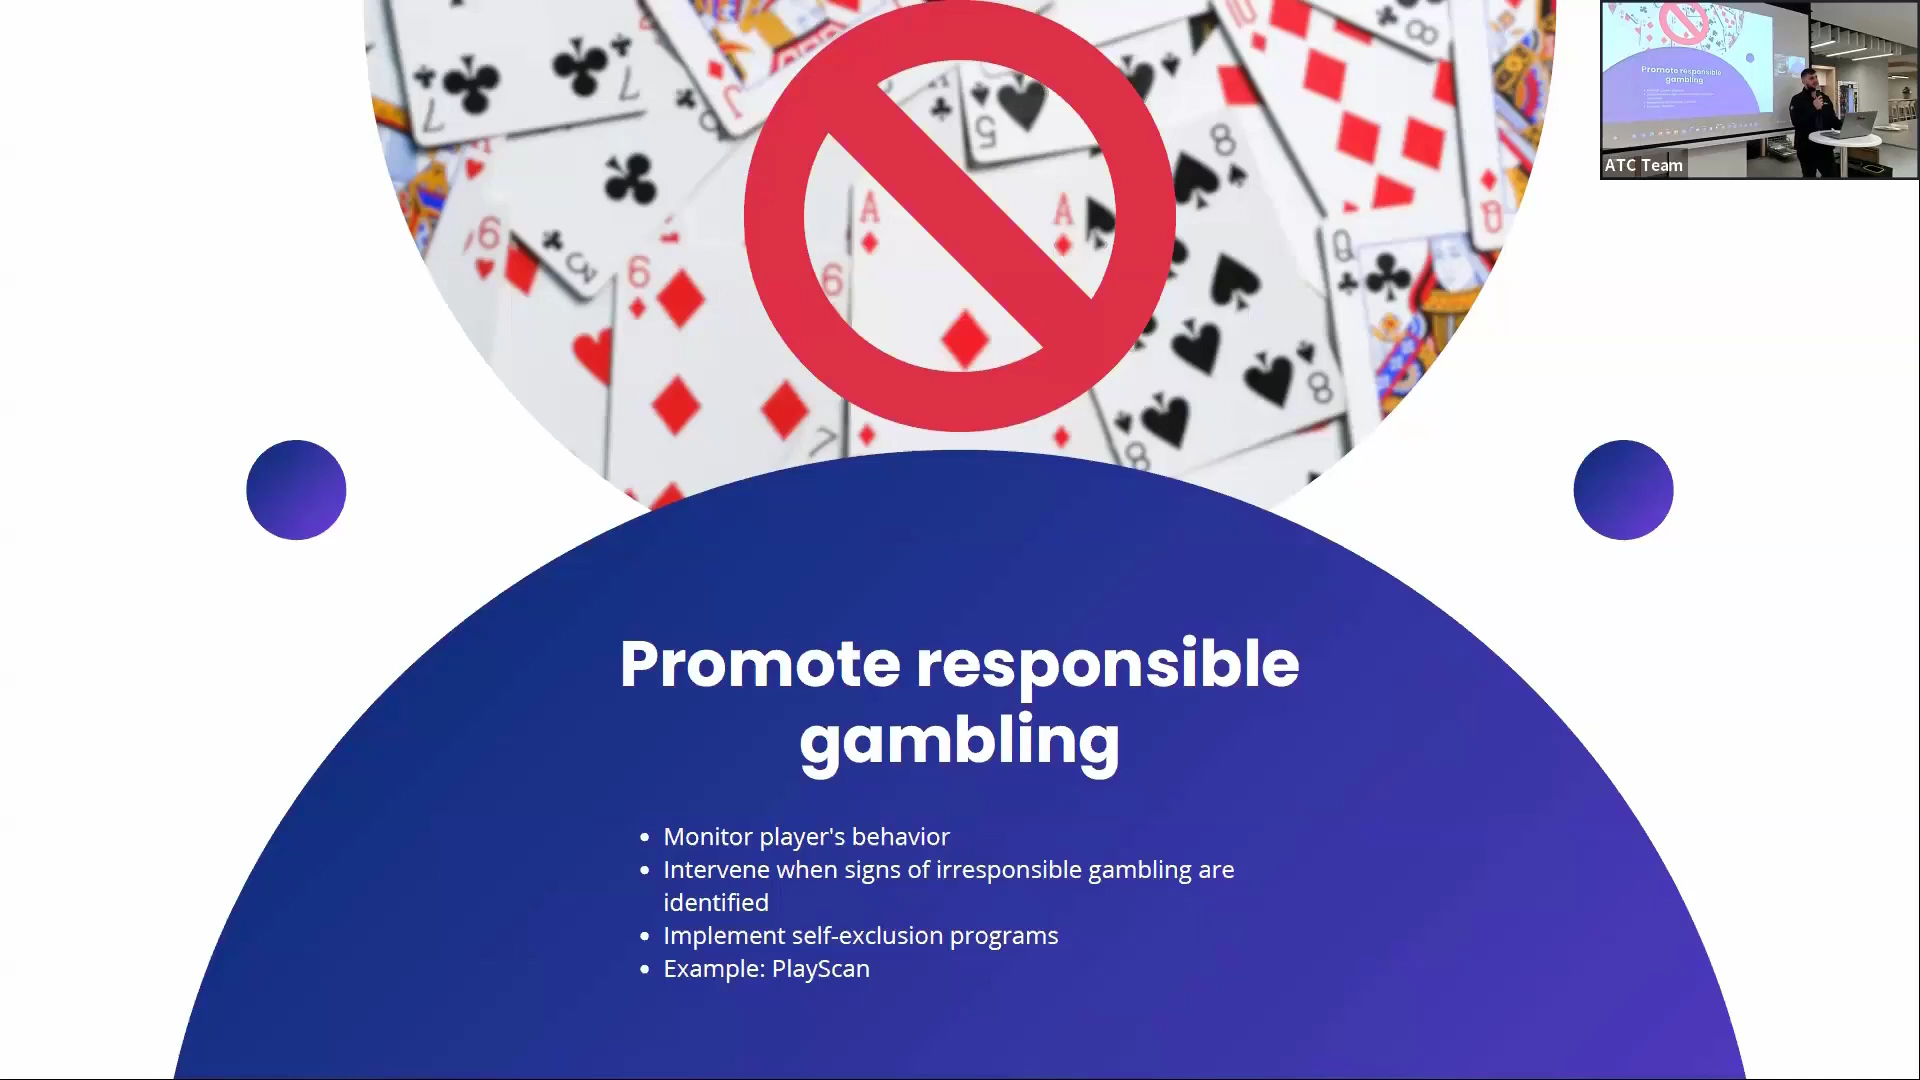 ATC Team
Promote responsible
gambling
Monitor player's behavior
Intervene when signs of irresponsible gambling are
identified
Implement self-exclusion programs
Example: PlayScan